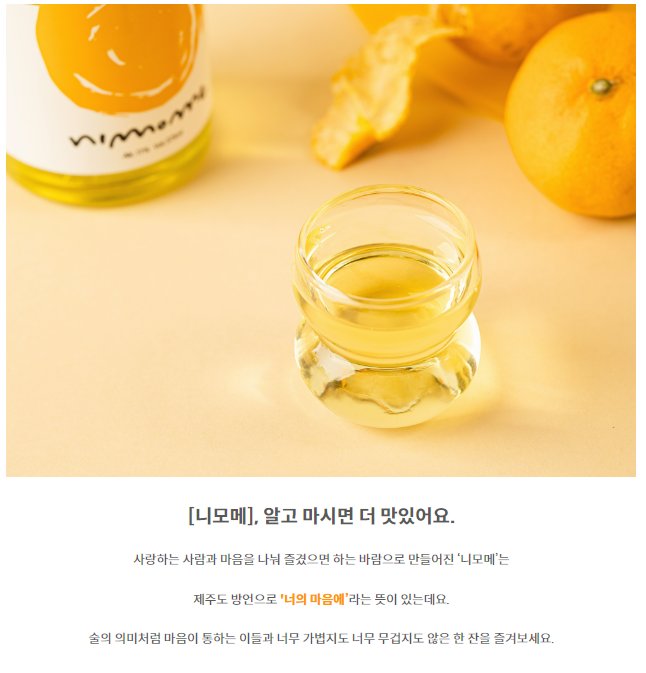 nimome
[니모메], 알고 마시면 더 맛있어요.
사랑하는 사람과 마음을 나눠 즐겼으면 하는 바람으로 만들어진 ‘니모메’는
제주도 방언으로 '너의 마음에'라는 뜻이 있는데요.
술의 의미처럼 마음이 통하는 이들과 너무 가볍지도 너무 무겁지도 않은 한 잔을 즐겨보세요.